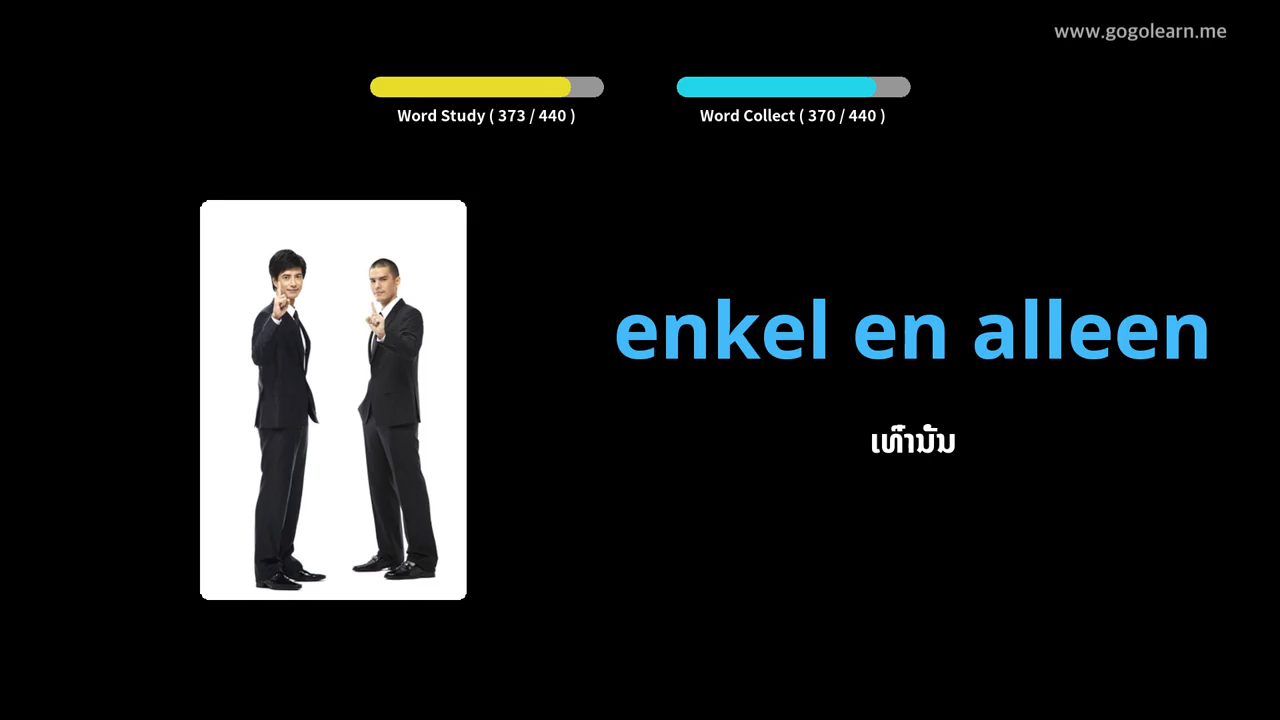 www.gogolearn.me
Word Study ( 373 / 440 )
Word Collect ( 370 / 440 )
enkel en alleen
ເທົ່ານັ້ນ